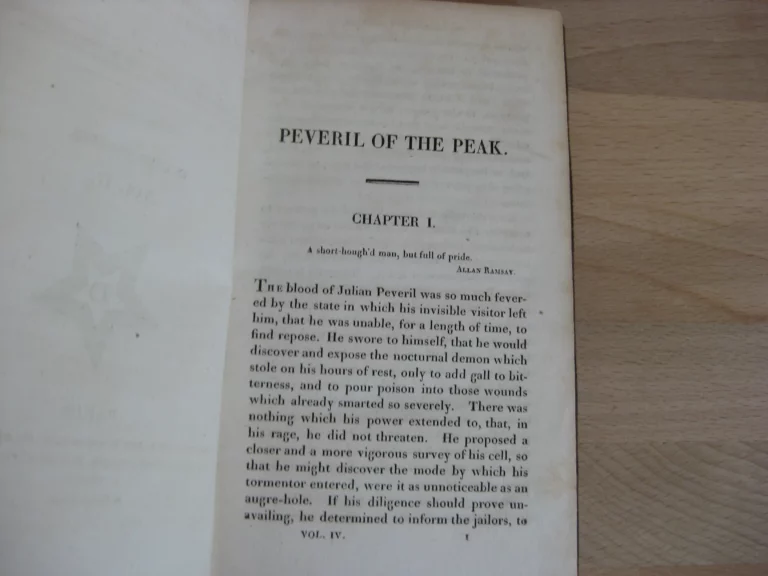 PEVERIL OF THE PEAK.
CHAPTER I.
A short-hough'd man, but full of pride.
ALLAN RAMSAY.
THE blood of Julian Peveril was so much fever-
ed by the state in which his invisible visitor left
him, that he was unable, for a length of time, to
find repose. He swore to himself, that he would
discover and expose the nocturnal demon which
stole on his hours of rest, only to add gall to bit-
terness, and to pour poison into those wounds
which already smarted so severely. There was
nothing which his power extended to, that, in
his rage, he did not threaten. He proposed a
closer and a more vigorous survey of his cell, so
that he might discover the mode by which his
tormentor entered, were it as unnoticeable as an
augre-hole. If his diligence should prove un-
availing, he determined to inform the jailors, to
VOL. IV. 1